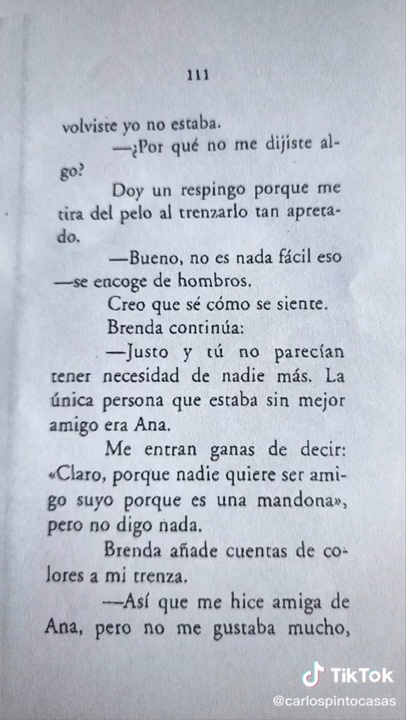 111
volviste yo no estaba.
—¿Por qué no me dijiste al-
go?
Doy un respingo porque me
tira del pelo al trenzarlo tan apreta-
do.
—Bueno, no es nada fácil eso
—se encoge de hombros.
Creo que sé cómo se siente.
Brenda continúa:
—Justo y tú no parecían
tener necesidad de nadie más. La
única persona que estaba sin mejor
amigo era Ana.
Me entran ganas de decir:
«Claro, porque nadie quiere ser ami-
go suyo porque es una mandona»,
pero no digo nada.
Brenda añade cuentas de co-
lores a mi trenza.
—Así que me hice amiga de
Ana, pero no me gustaba mucho,
TikTok
@carlospintocasas